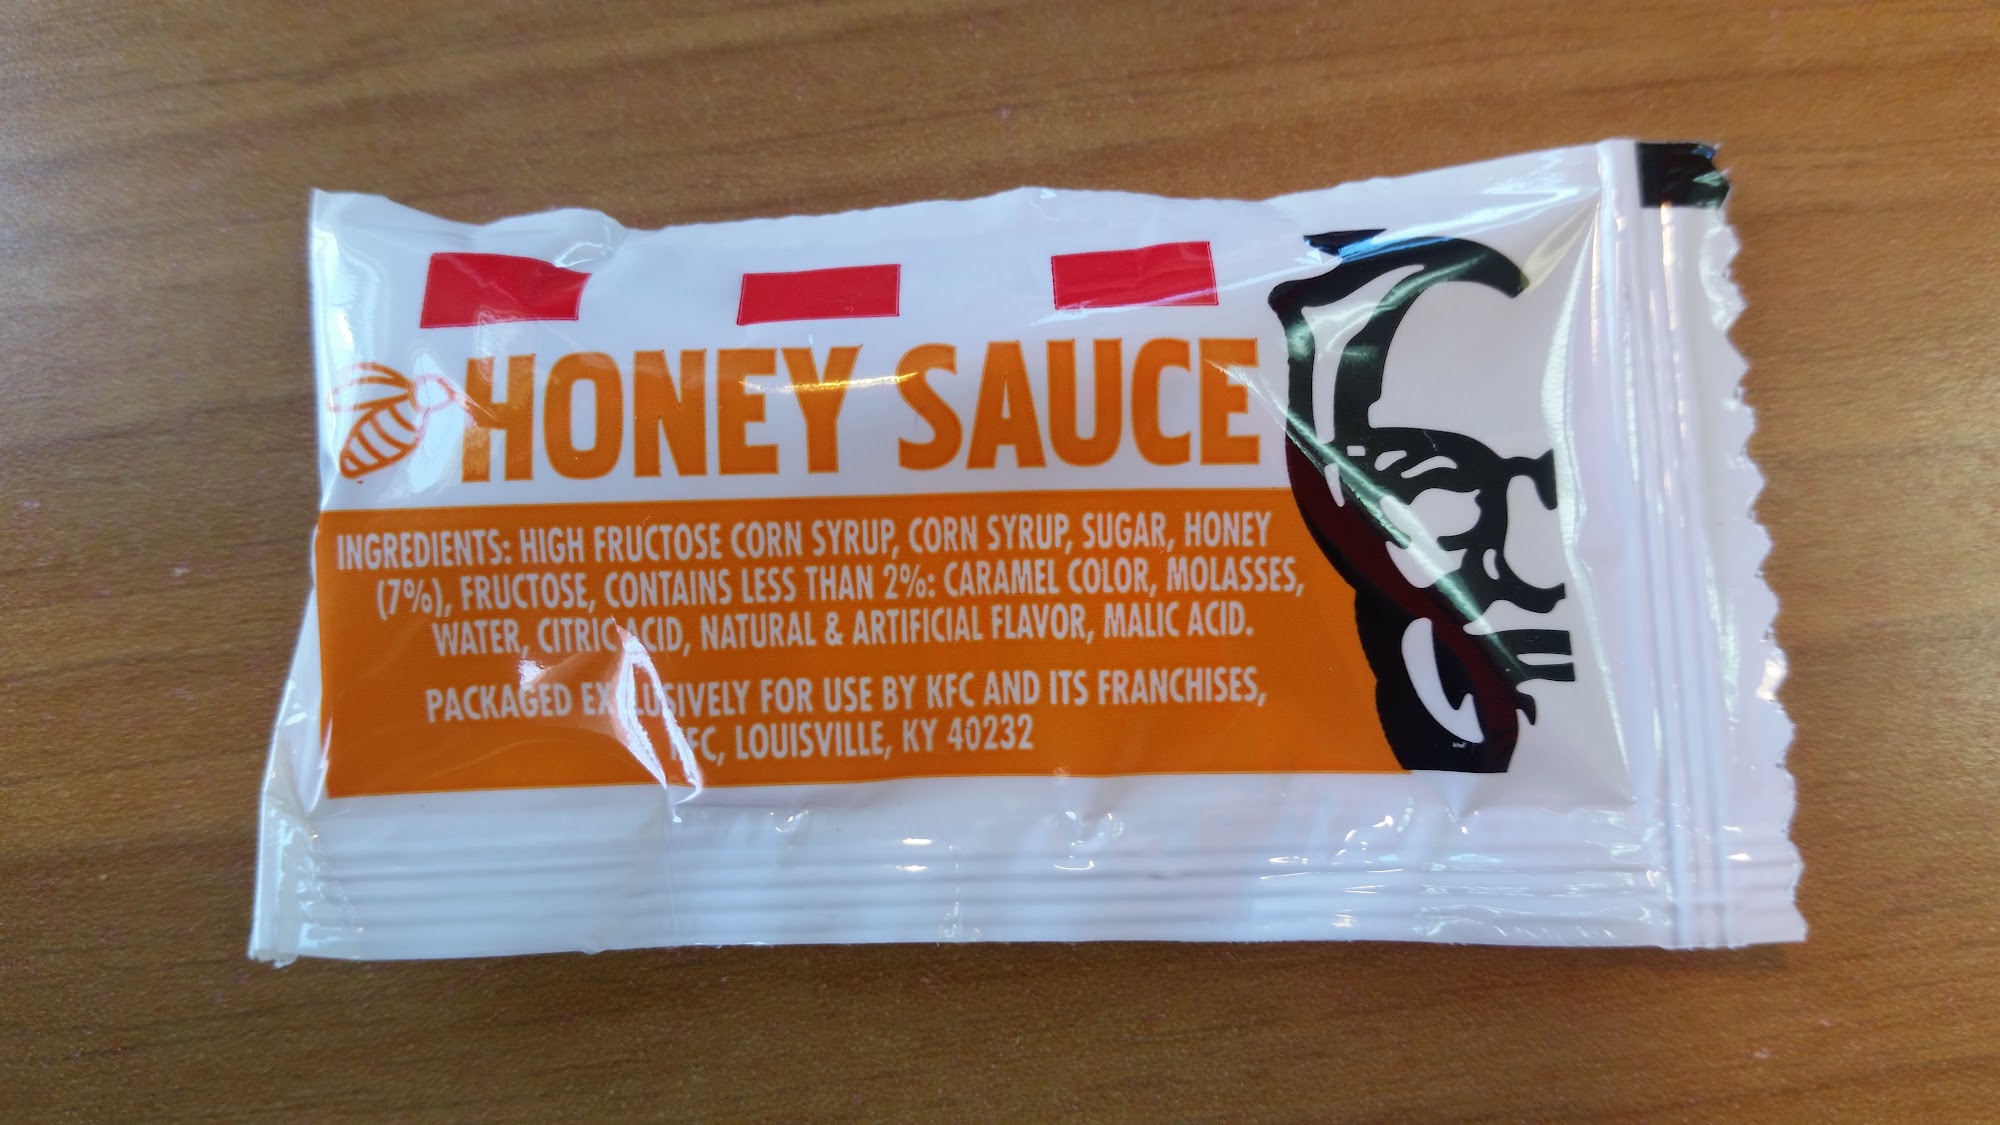 HONEY SAUCE
INGREDIENTS: HIGH FRUCTOSE CORN SYRUP, CORN SYRUP, SUGAR, HONEY
(7%), FRUCTOSE, CONTAINS LESS THAN 2%: CARAMEL COLOR, MOLASSES,
WATER, CITRIC ACID, NATURAL & ARTIFICIAL FLAVOR, MALIC ACID.
PACKAGED EXCLUSIVELY FOR USE BY KFC AND ITS FRANCHISES,
KFC, LOUISVILLE, KY 40232